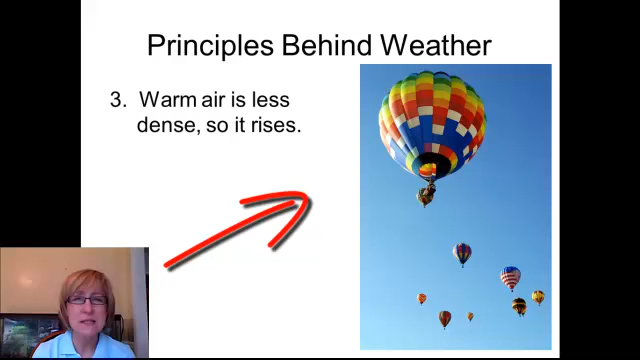 Principles Behind Weather
3. Warm air is less
dense, so it rises.